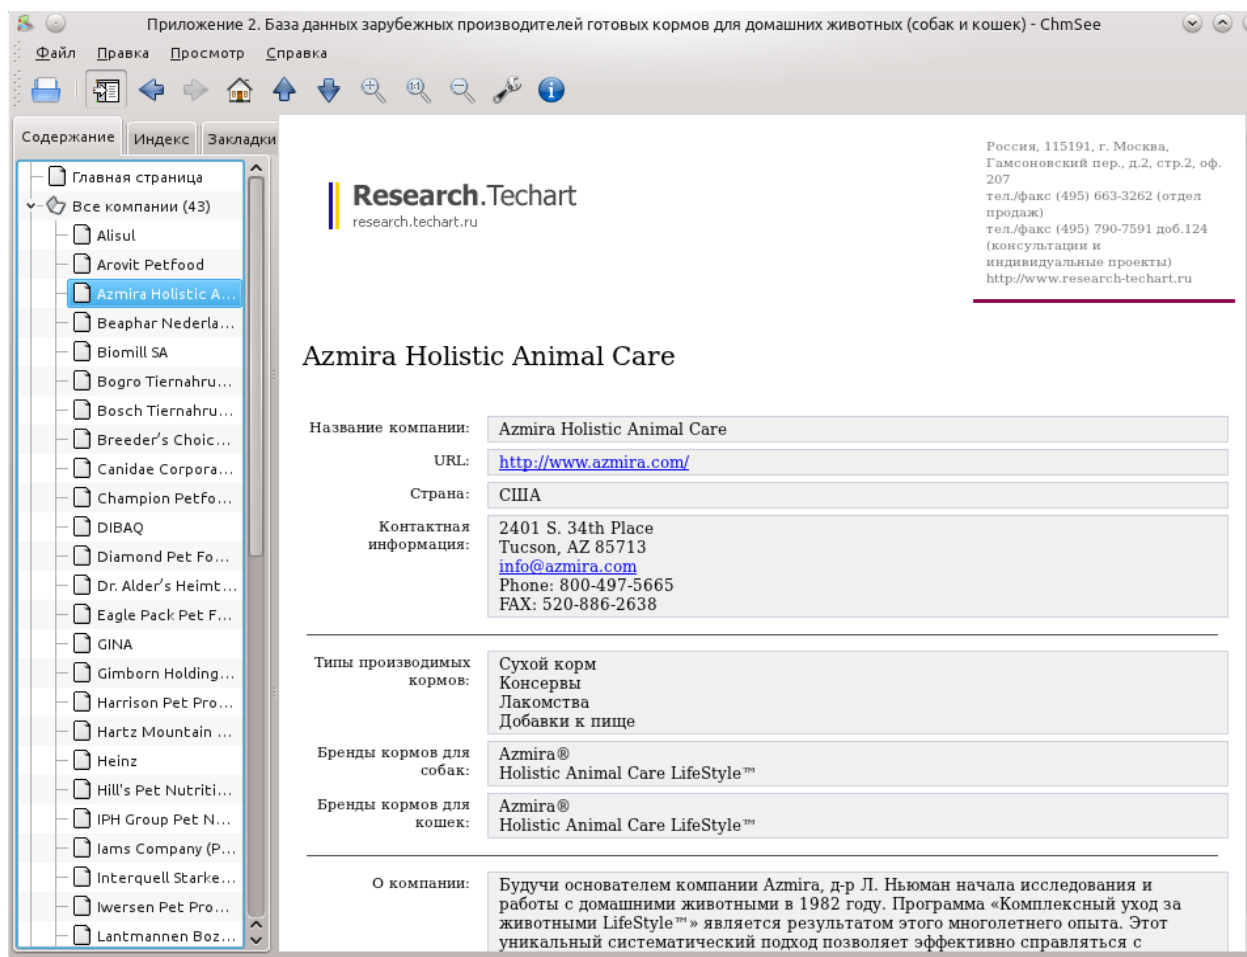 Приложение 2. База данных зарубежных производителей готовых кормов для домашних животных (собак и кошек) - ChmSee
Файл Правка Просмотр Справка
Содержание Индекс Закладки
Главная страница
Все компании (43)
Alisul
Arovit Petfood
Azmira Holistic A...
Beaphar Nederla...
Biomill SA
Bogro Tiernahru...
Bosch Tiernahru...
Breeder's Choic...
Canidae Corpora...
Champion Petfo...
DIBAQ
Diamond Pet Fo...
Dr. Alder's Heimt...
Eagle Pack Pet F...
GINA
Gimborn Holding...
Harrison Pet Pro...
Hartz Mountain ...
Heinz
Hill's Pet Nutriti...
IPH Group Pet N...
Iams Company (P...
Interquell Starke...
Iwersen Pet Pro...
Lantmannen Boz...
Research.Techart
research.techart.ru
Россия, 115191, г. Москва,
Гамсоновский пер., д.2, стр.2, оф.
207
тел./факс (495) 663-3262 (отдел
продаж)
тел./факс (495) 790-7591 доб.124
(консультации и
индивидуальные проекты)
http://www.research-techart.ru
Azmira Holistic Animal Care
Название компании: Azmira Holistic Animal Care
URL: http://www.azmira.com/
Страна: США
Контактная информация:
2401 S. 34th Place
Tucson, AZ 85713
info@azmira.com
Phone: 800-497-5665
FAX: 520-886-2638
Типы производимых кормов:
Сухой корм
Консервы
Лакомства
Добавки к пище
Бренды кормов для собак:
Azmira®
Holistic Animal Care LifeStyle™
Бренды кормов для кошек:
Azmira®
Holistic Animal Care LifeStyle™
О компании:
Будучи основателем компании Azmira, д-р Л. Ньюман начала исследования и
работы с домашними животными в 1982 году. Программа «Комплексный уход за
животными LifeStyle™» является результатом этого многолетнего опыта. Этот
уникальный систематический подход позволяет эффективно справляться с